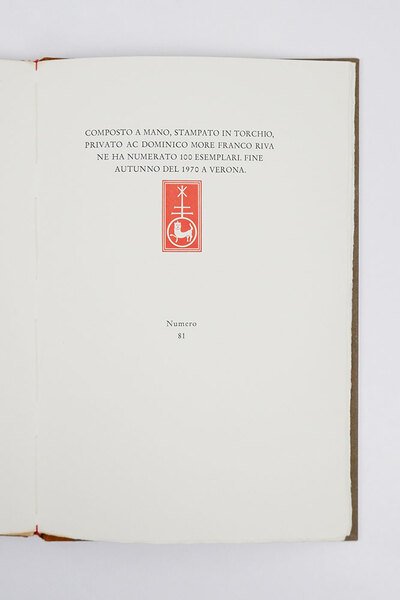 COMPOSTO A MANO, STAMPATO IN TORCHIO,
PRIVATO AC DOMINICO MORE FRANCO RIVA
NE HA NUMERATO 100 ESEMPLARI. FINE
AUTUNNO DEL 1970 A VERONA.
Numero
81